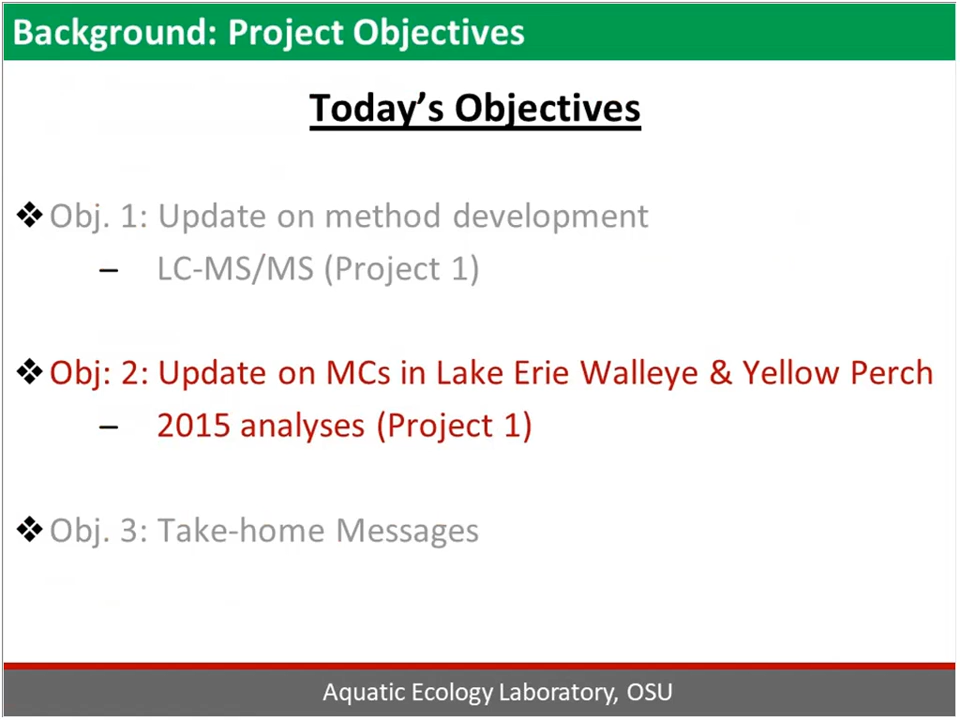 Background: Project Objectives
Today's Objectives
❖ Obj. 1: Update on method development
– LC-MS/MS (Project 1)
❖ Obj: 2: Update on MCs in Lake Erie Walleye & Yellow Perch
– 2015 analyses (Project 1)
❖ Obj. 3: Take-home Messages
Aquatic Ecology Laboratory, OSU